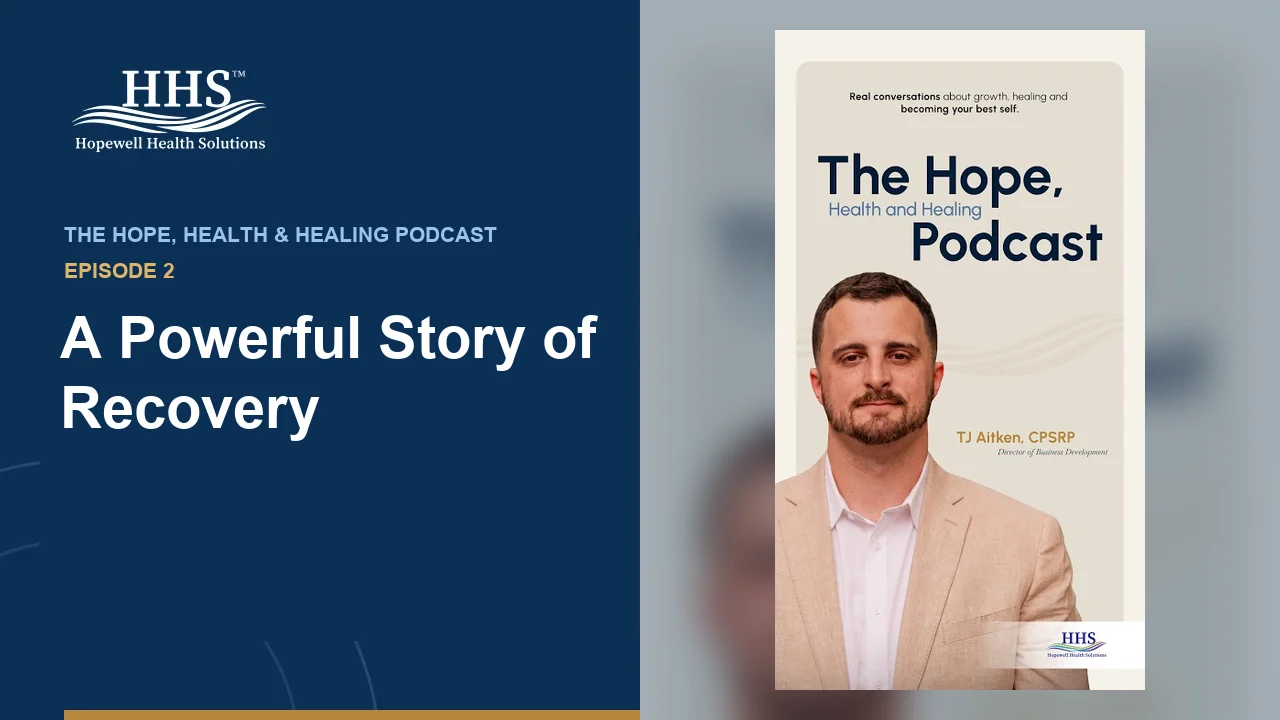 HHS™
Hopewell Health Solutions
THE HOPE, HEALTH & HEALING PODCAST
EPISODE 2
A Powerful Story of
Recovery
Real conversations about growth, healing and
becoming your best self.
The Hope,
Health and Healing
Podcast
TJ Aitken, CPSRP
Director of Business Development
HHS
Hopewell Health Solutions